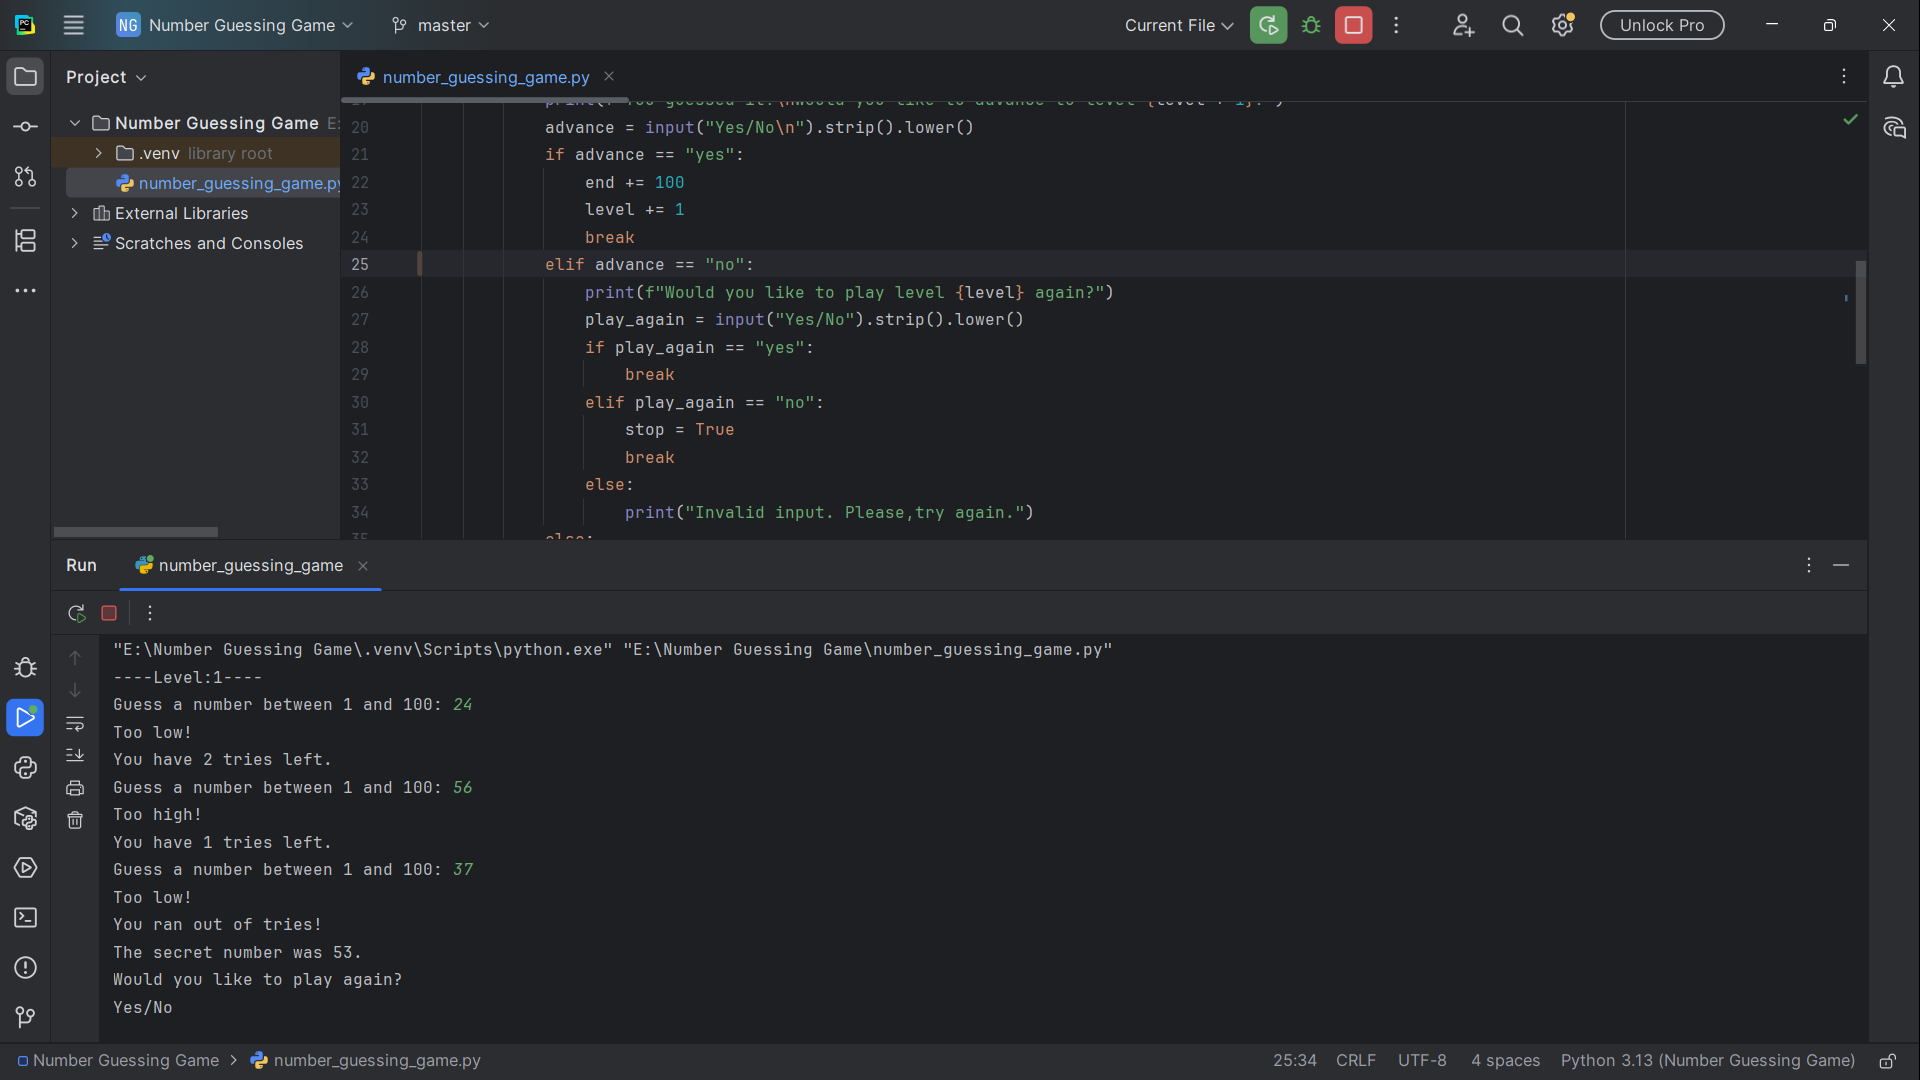 NG Number Guessing Game
master
Current File
Unlock Pro
Project
number_guessing_game.py
Number Guessing Game E:
.venv library root
number_guessing_game.py
External Libraries
Scratches and Consoles
20 advance = input("Yes/No\n").strip().lower()
21 if advance == "yes":
22 end += 100
23 level += 1
24 break
25 elif advance == "no":
26 print(f"Would you like to play level {level} again?")
27 play_again = input("Yes/No").strip().lower()
28 if play_again == "yes":
29 break
30 elif play_again == "no":
31 stop = True
32 break
33 else:
34 print("Invalid input. Please,try again.")
35 else:
Run
number_guessing_game
"E:\Number Guessing Game\.venv\Scripts\python.exe" "E:\Number Guessing Game\number_guessing_game.py"
----Level:1----
Guess a number between 1 and 100: 24
Too low!
You have 2 tries left.
Guess a number between 1 and 100: 56
Too high!
You have 1 tries left.
Guess a number between 1 and 100: 37
Too low!
You ran out of tries!
The secret number was 53.
Would you like to play again?
Yes/No
Number Guessing Game > number_guessing_game.py
25:34 CRLF UTF-8 4 spaces Python 3.13 (Number Guessing Game)